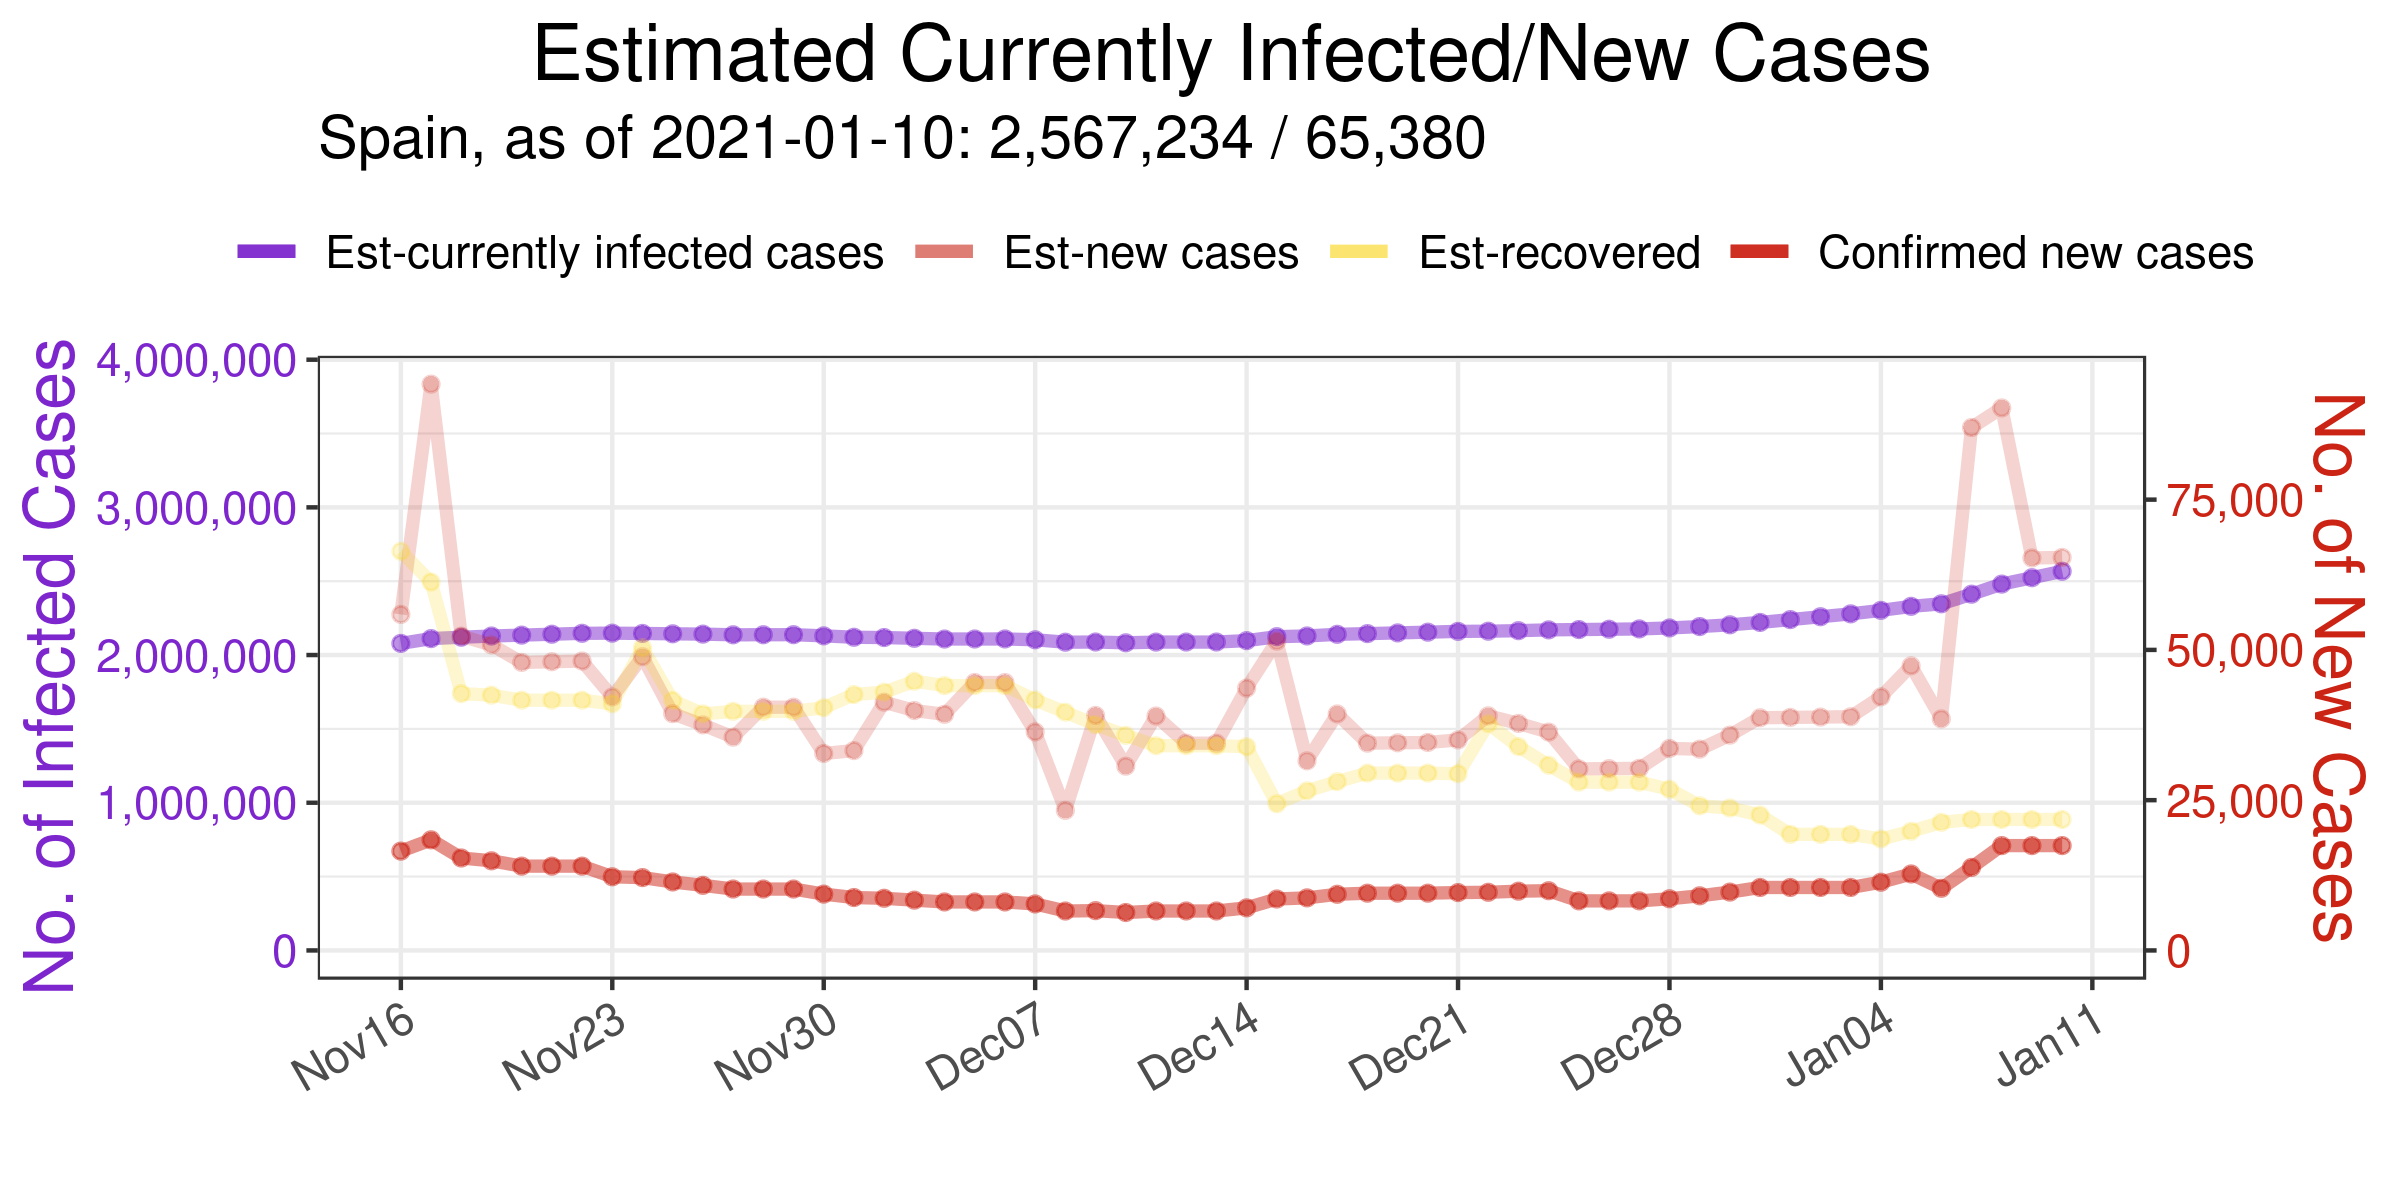 Estimated Currently Infected/New Cases
Spain, as of 2021-01-10: 2,567,234 / 65,380
Est-currently infected cases Est-new cases Est-recovered Confirmed new cases
No. of Infected Cases
4,000,000
3,000,000
2,000,000
1,000,000
0
No. of New Cases
75,000
50,000
25,000
0
Nov16 Nov23 Nov30 Dec07 Dec14 Dec21 Dec28 Jan04 Jan11